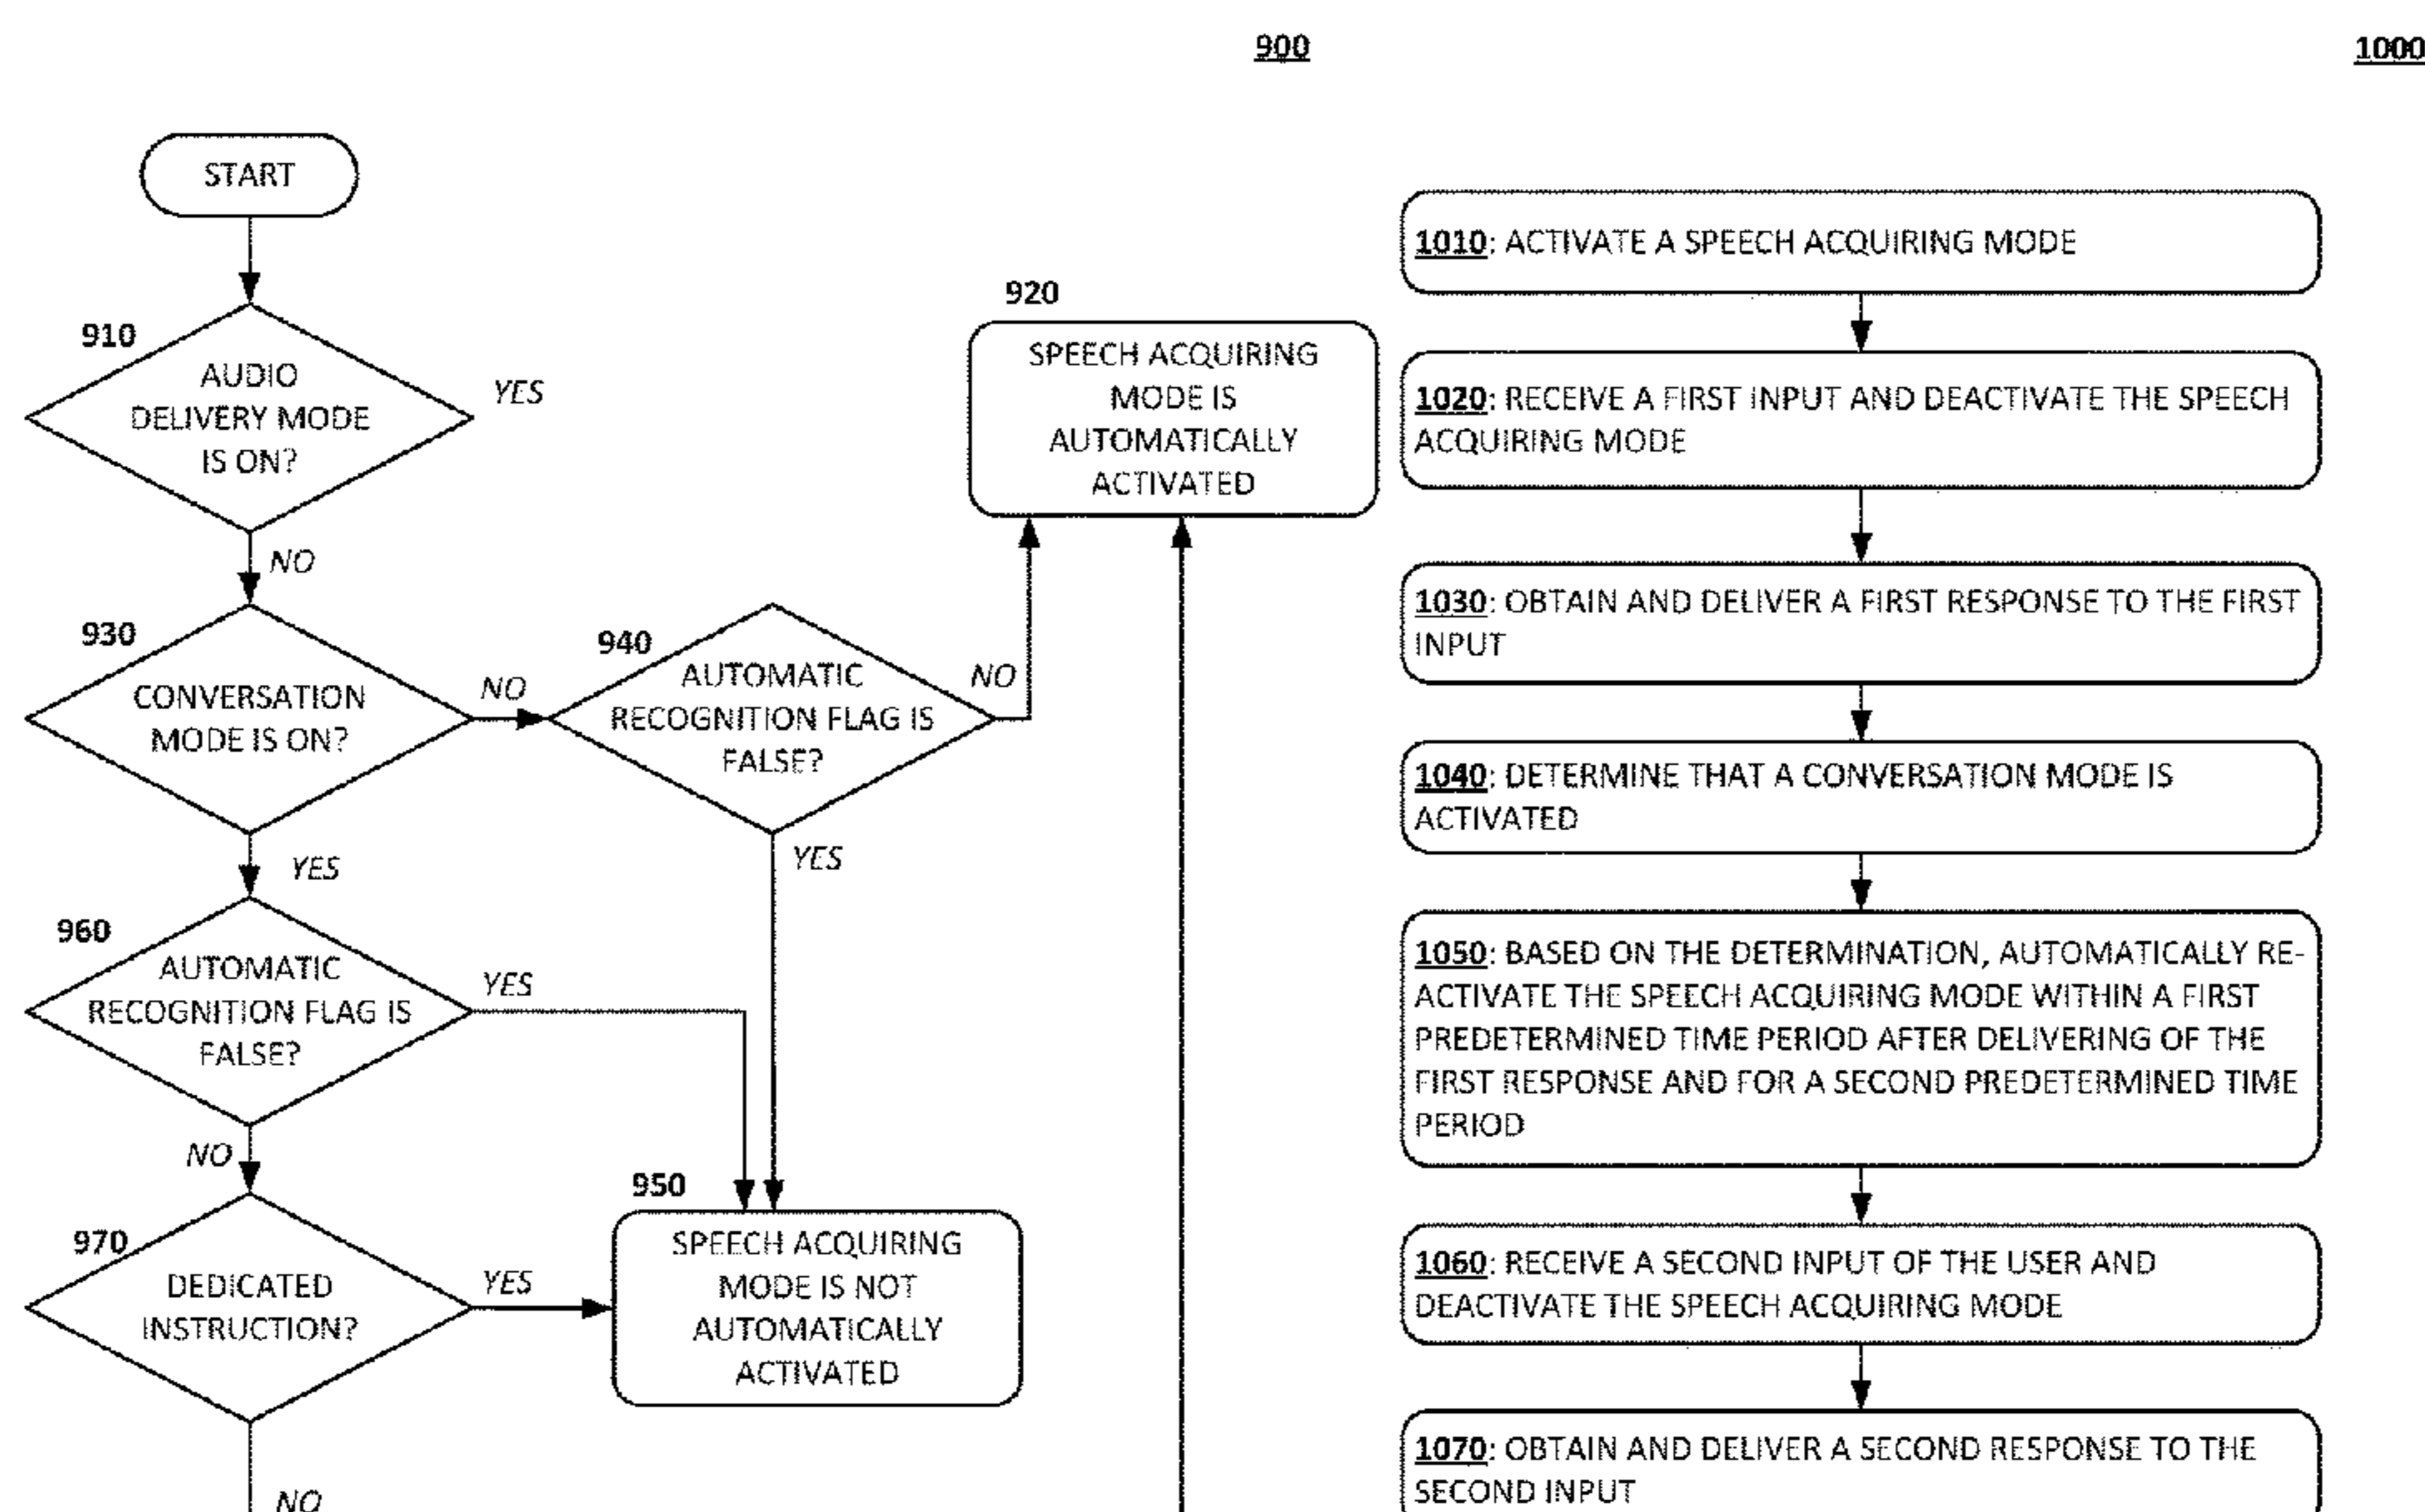 900
1000
START
910
AUDIO
DELIVERY MODE
IS ON?
YES
NO
920
SPEECH ACQUIRING
MODE IS
AUTOMATICALLY
ACTIVATED
930
CONVERSATION
MODE IS ON?
NO
940
AUTOMATIC
RECOGNITION FLAG IS
FALSE?
NO
YES
YES
960
AUTOMATIC
RECOGNITION FLAG IS
FALSE?
YES
NO
950
SPEECH ACQUIRING
MODE IS NOT
AUTOMATICALLY
ACTIVATED
970
DEDICATED
INSTRUCTION?
YES
NO
1010: ACTIVATE A SPEECH ACQUIRING MODE
1020: RECEIVE A FIRST INPUT AND DEACTIVATE THE SPEECH
ACQUIRING MODE
1030: OBTAIN AND DELIVER A FIRST RESPONSE TO THE FIRST
INPUT
1040: DETERMINE THAT A CONVERSATION MODE IS
ACTIVATED
1050: BASED ON THE DETERMINATION, AUTOMATICALLY RE-
ACTIVATE THE SPEECH ACQUIRING MODE WITHIN A FIRST
PREDETERMINED TIME PERIOD AFTER DELIVERING OF THE
FIRST RESPONSE AND FOR A SECOND PREDETERMINED TIME
PERIOD
1060: RECEIVE A SECOND INPUT OF THE USER AND
DEACTIVATE THE SPEECH ACQUIRING MODE
1070: OBTAIN AND DELIVER A SECOND RESPONSE TO THE
SECOND INPUT